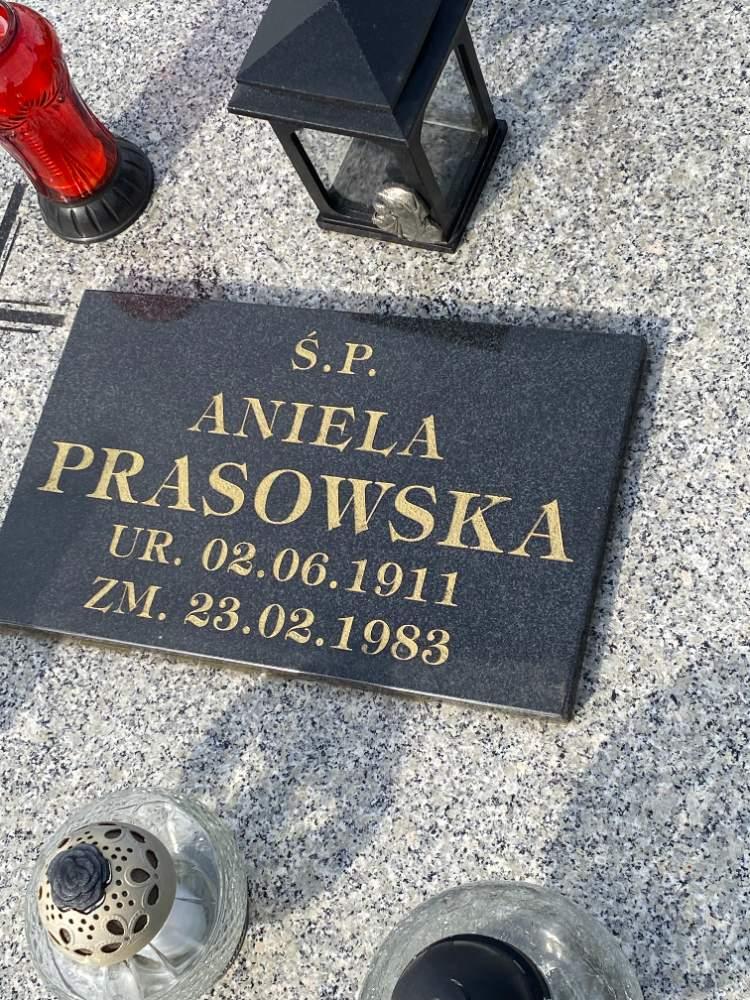 Ś.P.
ANIELA
PRASOWSKA
UR. 02.06.1911
ZM. 23.02.1983